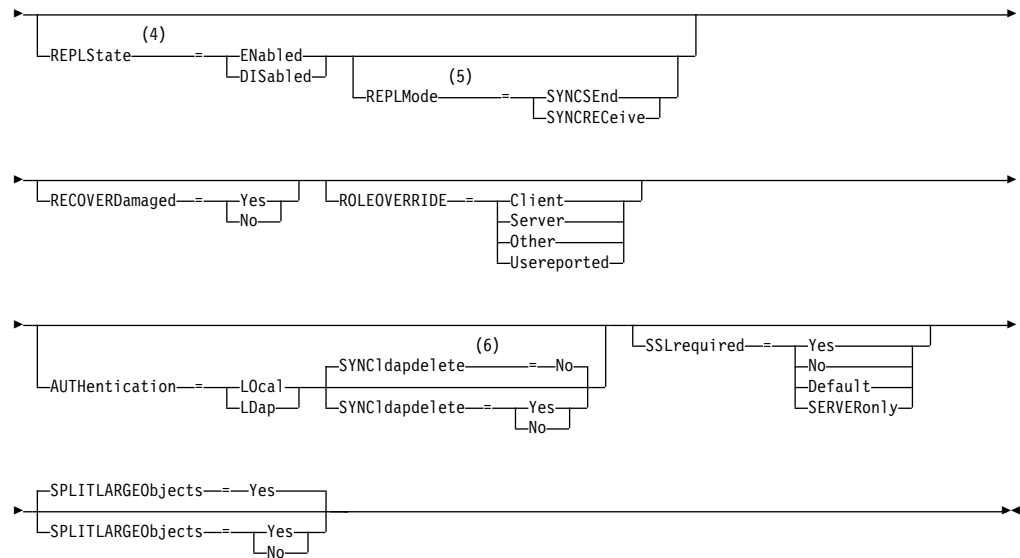 (4)
REPLState = ENabled
DISabled
(5)
REPLMode = SYNCSEnd
SYNCRECeive
RECOVERDamaged = Yes
No
ROLEOVERRIDE = Client
Server
Other
Usereported
AUTHentication = LOcal
LDap
(6)
SYNCldapdelete = No
SYNCldapdelete = Yes
No
SSLrequired = Yes
No
Default
SERVERonly
SPLITLARGEObjects = Yes
SPLITLARGEObjects = Yes
No